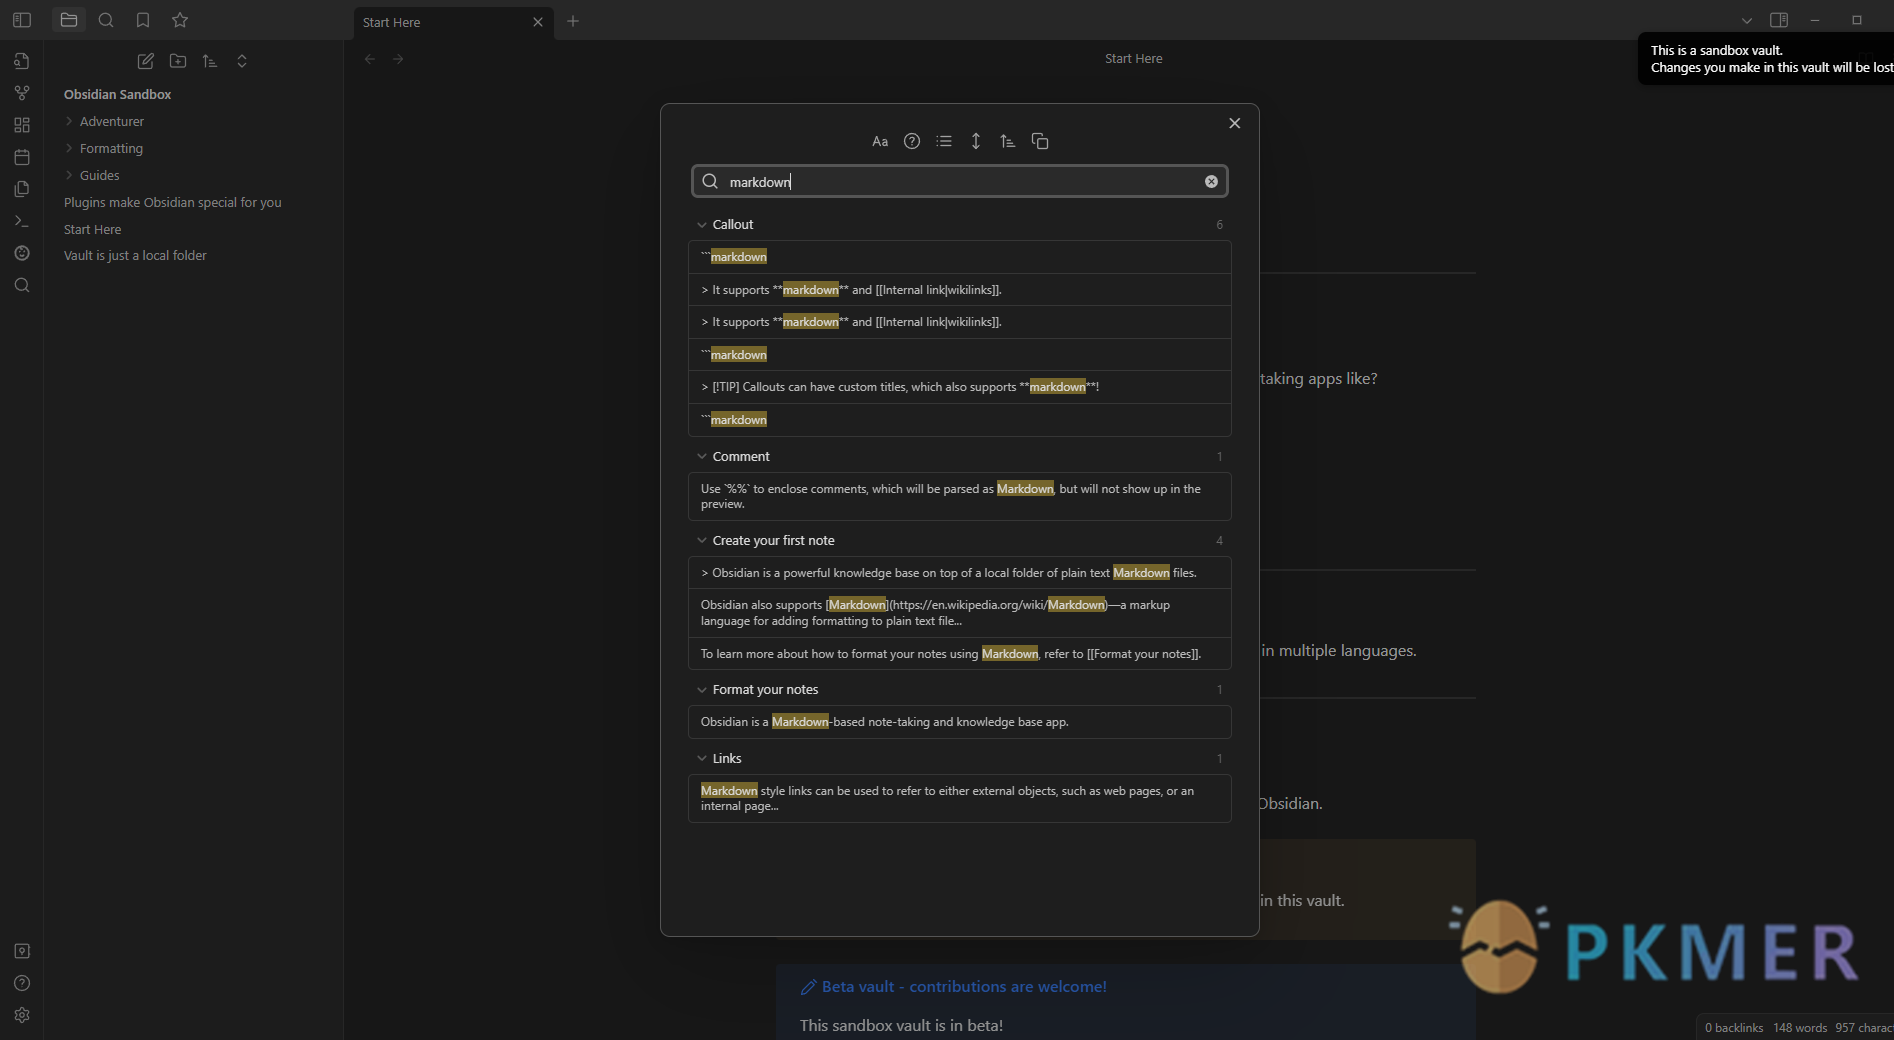 Start Here
Start Here
This is a sandbox vault.
Changes you make in this vault will be lost
Obsidian Sandbox
Adventurer
Formatting
Guides
Plugins make Obsidian special for you
Start Here
Vault is just a local folder
Aa
markdown
Callout 6
```markdown
> It supports **markdown** and [[Internal link|wikilinks]].
> It supports **markdown** and [[Internal link|wikilinks]].
```markdown
> [!TIP] Callouts can have custom titles, which also supports **markdown**!
```markdown
Comment 1
Use `%%` to enclose comments, which will be parsed as Markdown, but will not show up in the
preview.
Create your first note 4
> Obsidian is a powerful knowledge base on top of a local folder of plain text Markdown files.
Obsidian also supports [Markdown](https://en.wikipedia.org/wiki/Markdown)—a markup
language for adding formatting to plain text file...
To learn more about how to format your notes using Markdown, refer to [[Format your notes]].
Format your notes 1
Obsidian is a Markdown-based note-taking and knowledge base app.
Links 1
Markdown style links can be used to refer to either external objects, such as web pages, or an
internal page...
taking apps like?
in multiple languages.
Obsidian.
in this vault.
Beta vault - contributions are welcome!
This sandbox vault is in beta!
PKMER
0 backlinks 148 words 957 charac